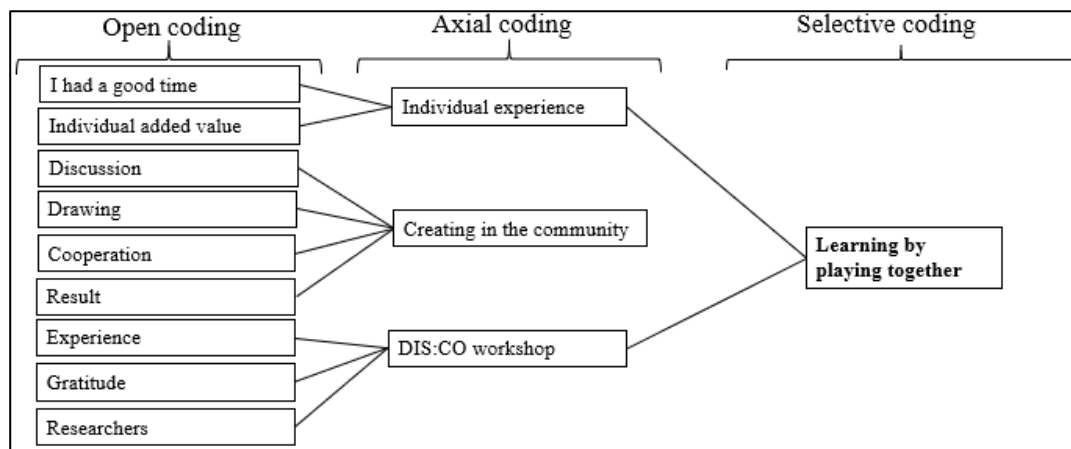 Open coding
Axial coding
Selective coding
I had a good time
Individual added value
Discussion
Drawing
Cooperation
Result
Experience
Gratitude
Researchers
Individual experience
Creating in the community
DIS:CO workshop
Learning by
playing together